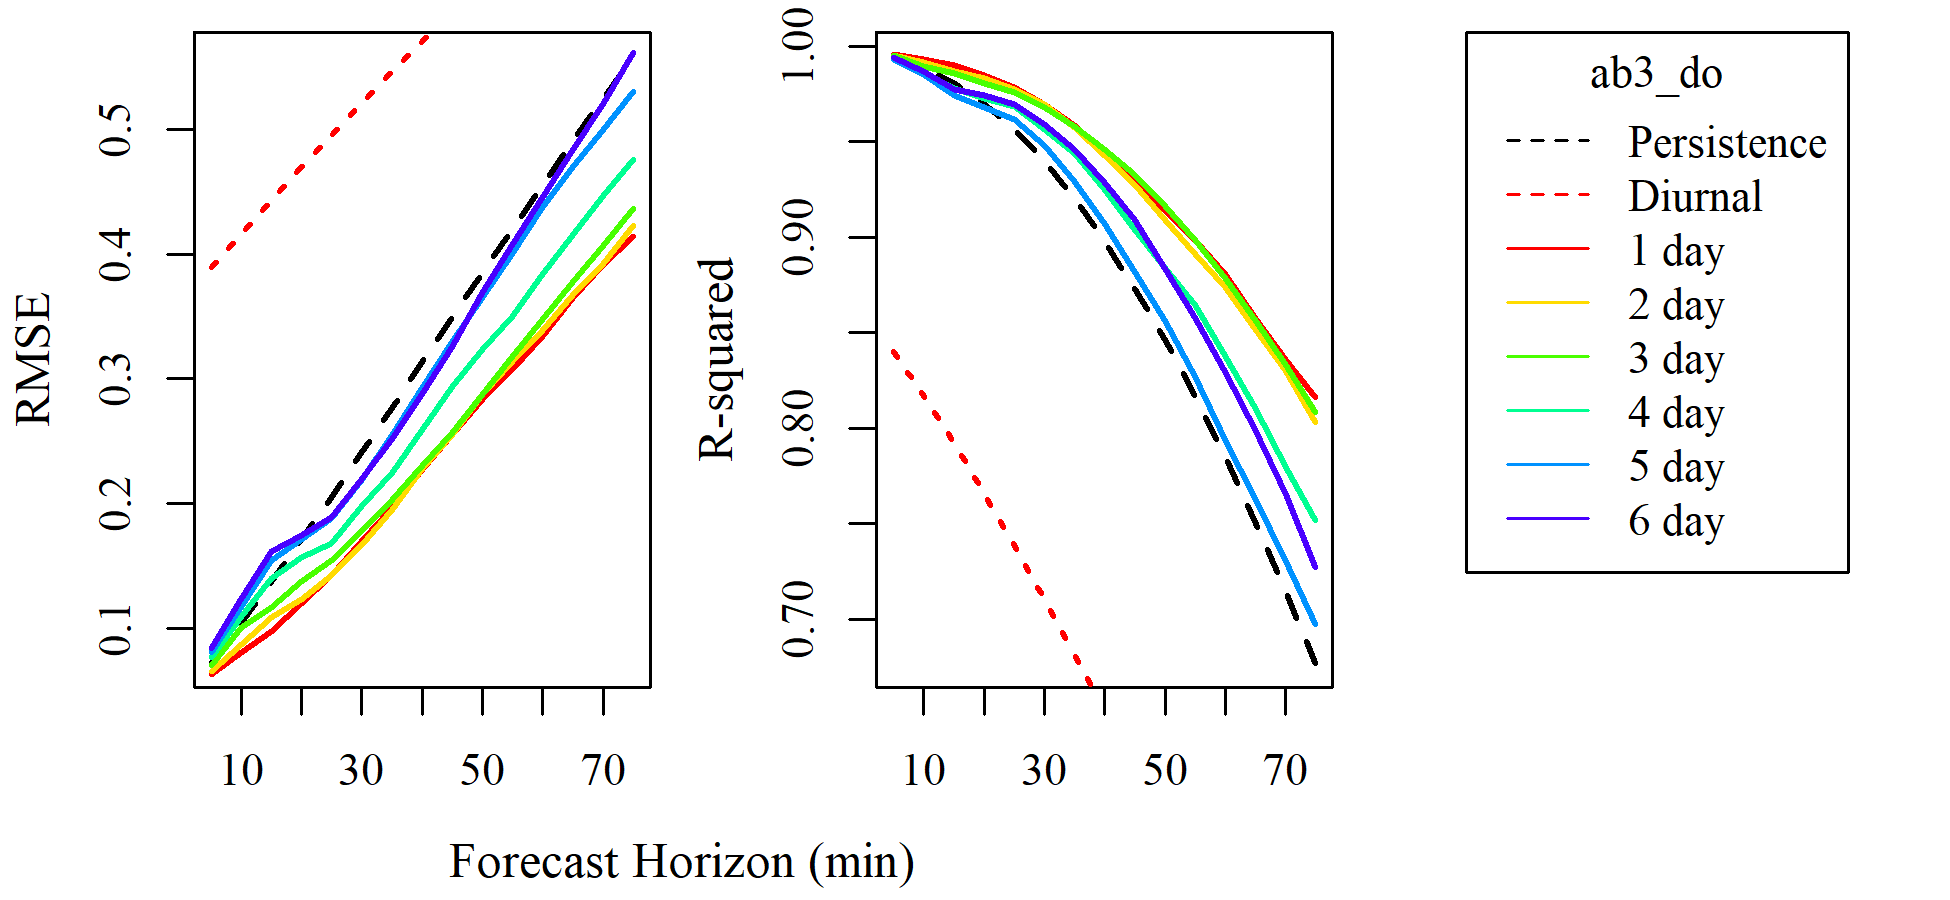 RMSE
0.5
0.4
0.3
0.2
0.1
10 30 50 70
R-squared
1.00
0.90
0.80
0.70
10 30 50 70
Forecast Horizon (min)
ab3_do
Persistence
Diurnal
1 day
2 day
3 day
4 day
5 day
6 day